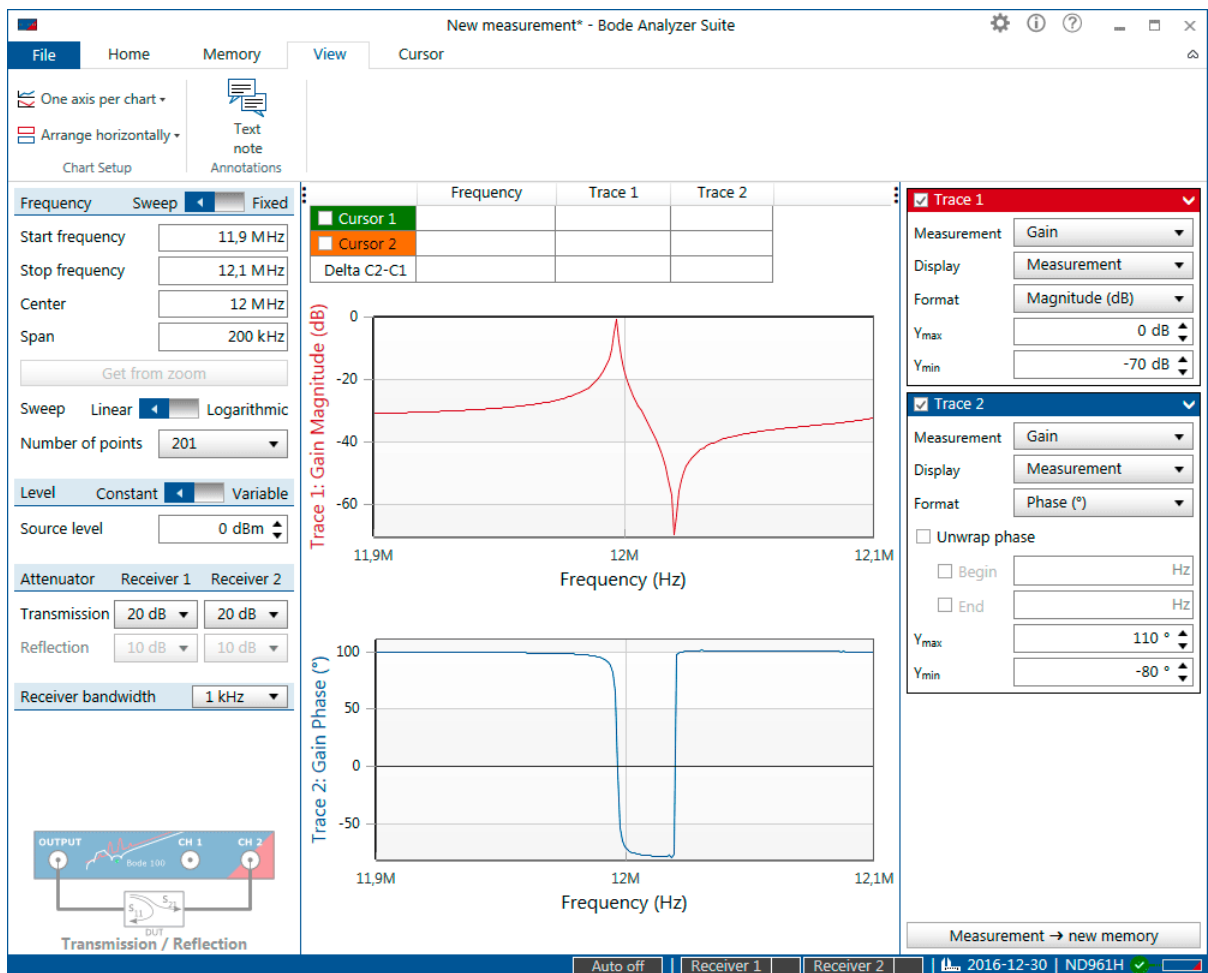 New measurement* - Bode Analyzer Suite
File Home Memory View Cursor
One axis per chart
Arrange horizontally
Chart Setup
Text
note
Annotations
Frequency Sweep Fixed
Start frequency 11,9 MHz
Stop frequency 12,1 MHz
Center 12 MHz
Span 200 kHz
Get from zoom
Sweep Linear Logarithmic
Number of points 201
Level Constant Variable
Source level 0 dBm
Attenuator Receiver 1 Receiver 2
Transmission 20 dB 20 dB
Reflection 10 dB 10 dB
Receiver bandwidth 1 kHz
OUTPUT CH 1 CH 2
Bode 100
S11 S21
DUT
Transmission / Reflection
Frequency Trace 1 Trace 2
Cursor 1
Cursor 2
Delta C2-C1
Trace 1: Gain Magnitude (dB)
0
-20
-40
-60
11,9M 12M 12,1M
Frequency (Hz)
Trace 2: Gain Phase (°)
100
50
0
-50
11,9M 12M 12,1M
Frequency (Hz)
Trace 1
Measurement Gain
Display Measurement
Format Magnitude (dB)
Ymax 0 dB
Ymin -70 dB
Trace 2
Measurement Gain
Display Measurement
Format Phase (°)
Unwrap phase
Begin Hz
End Hz
Ymax 110 °
Ymin -80 °
Measurement → new memory
Auto off | Receiver 1 Receiver 2 | 2016-12-30 | ND961H